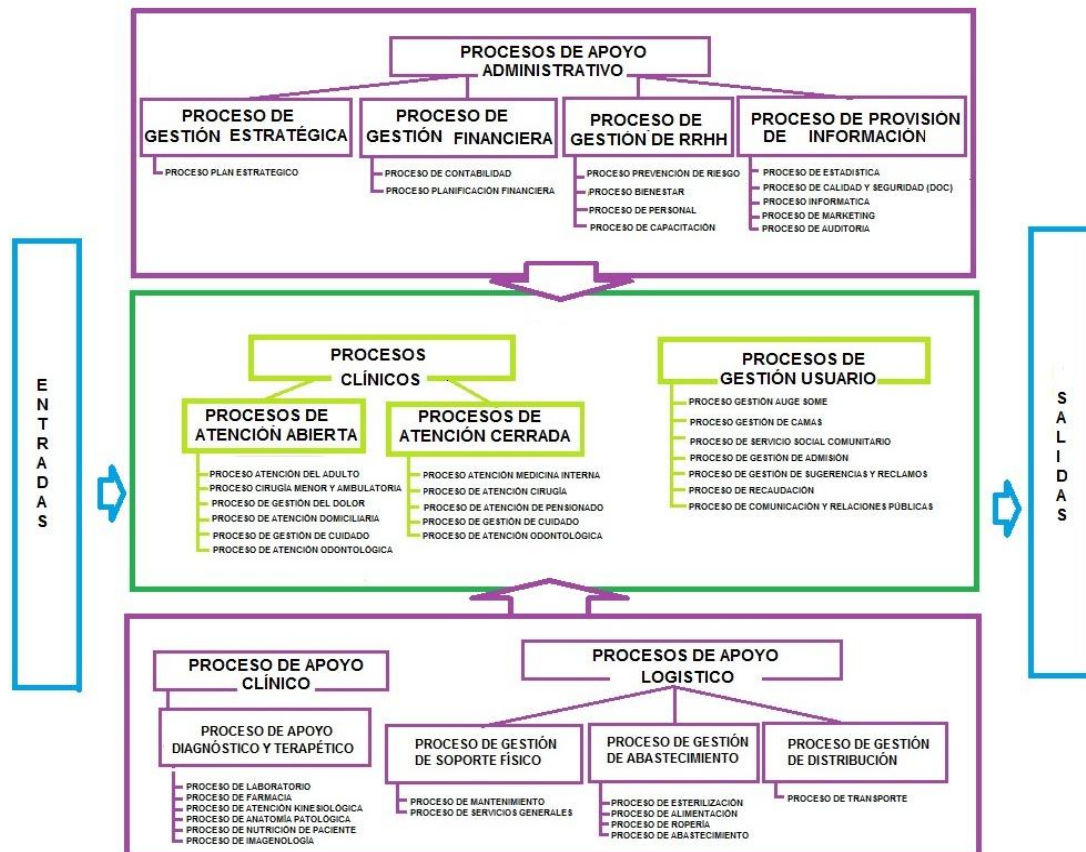 PROCESOS DE APOYO
ADMINISTRATIVO
PROCESO DE
GESTIÓN ESTRATÉGICA
PROCESO PLAN ESTRATEGICO
PROCESO DE
GESTIÓN FINANCIERA
PROCESO DE CONTABILIDAD
PROCESO PLANIFICACIÓN FINANCIERA
PROCESO DE
GESTIÓN DE RRHH
PROCESO PREVENCIÓN DE RIESGO
PROCESO BIENESTAR
PROCESO DE PERSONAL
PROCESO DE CAPACITACIÓN
PROCESO DE PROVISIÓN
DE INFORMACIÓN
PROCESO DE ESTADISTICA
PROCESO DE CALIDAD Y SEGURIDAD (DOC)
PROCESO INFORMATICA
PROCESO DE MARKETING
PROCESO DE AUDITORIA
ENTRADAS
PROCESOS
CLÍNICOS
PROCESOS DE
ATENCIÓN ABIERTA
PROCESO ATENCIÓN DEL ADULTO
PROCESO CIRUGÍA MENOR Y AMBULATORIA
PROCESO DE GESTIÓN DEL DOLOR
PROCESO DE ATENCIÓN DOMICILIARIA
PROCESO DE GESTIÓN DE CUIDADO
PROCESO DE ATENCIÓN ODONTOLÓGICA
PROCESOS DE
ATENCIÓN CERRADA
PROCESO ATENCIÓN MEDICINA INTERNA
PROCESO DE ATENCIÓN CIRUGÍA
PROCESO DE ATENCIÓN DE PENSIONADO
PROCESO DE GESTIÓN DE CUIDADO
PROCESO DE ATENCIÓN ODONTOLÓGICA
PROCESOS DE
GESTIÓN USUARIO
PROCESO GESTIÓN AUGE SOME
PROCESO GESTIÓN DE CAMAS
PROCESO DE SERVICIO SOCIAL COMUNITARIO
PROCESO DE GESTIÓN DE ADMISIÓN
PROCESO DE GESTIÓN DE SUGERENCIAS Y RECLAMOS
PROCESO DE RECAUDACIÓN
PROCESO DE COMUNICACIÓN Y RELACIONES PÚBLICAS
SALIDAS
PROCESO DE APOYO
CLÍNICO
PROCESO DE APOYO
DIAGNÓSTICO Y TERAPÉTICO
PROCESO DE LABORATORIO
PROCESO DE FARMACIA
PROCESO DE ATENCIÓN KINESIOLÓGICA
PROCESO DE ANATOMÍA PATOLÓGICA
PROCESO DE NUTRICIÓN DE PACIENTE
PROCESO DE IMAGENOLOGÍA
PROCESOS DE APOYO
LOGISTICO
PROCESO DE GESTIÓN
DE SOPORTE FÍSICO
PROCESO DE MANTENIMIENTO
PROCESO DE SERVICIOS GENERALES
PROCESO DE GESTIÓN
DE ABASTECIMIENTO
PROCESO DE ESTERILIZACIÓN
PROCESO DE ALIMENTACIÓN
PROCESO DE ROPERÍA
PROCESO DE ABASTECIMIENTO
PROCESO DE GESTIÓN
DE DISTRIBUCIÓN
PROCESO DE TRANSPORTE